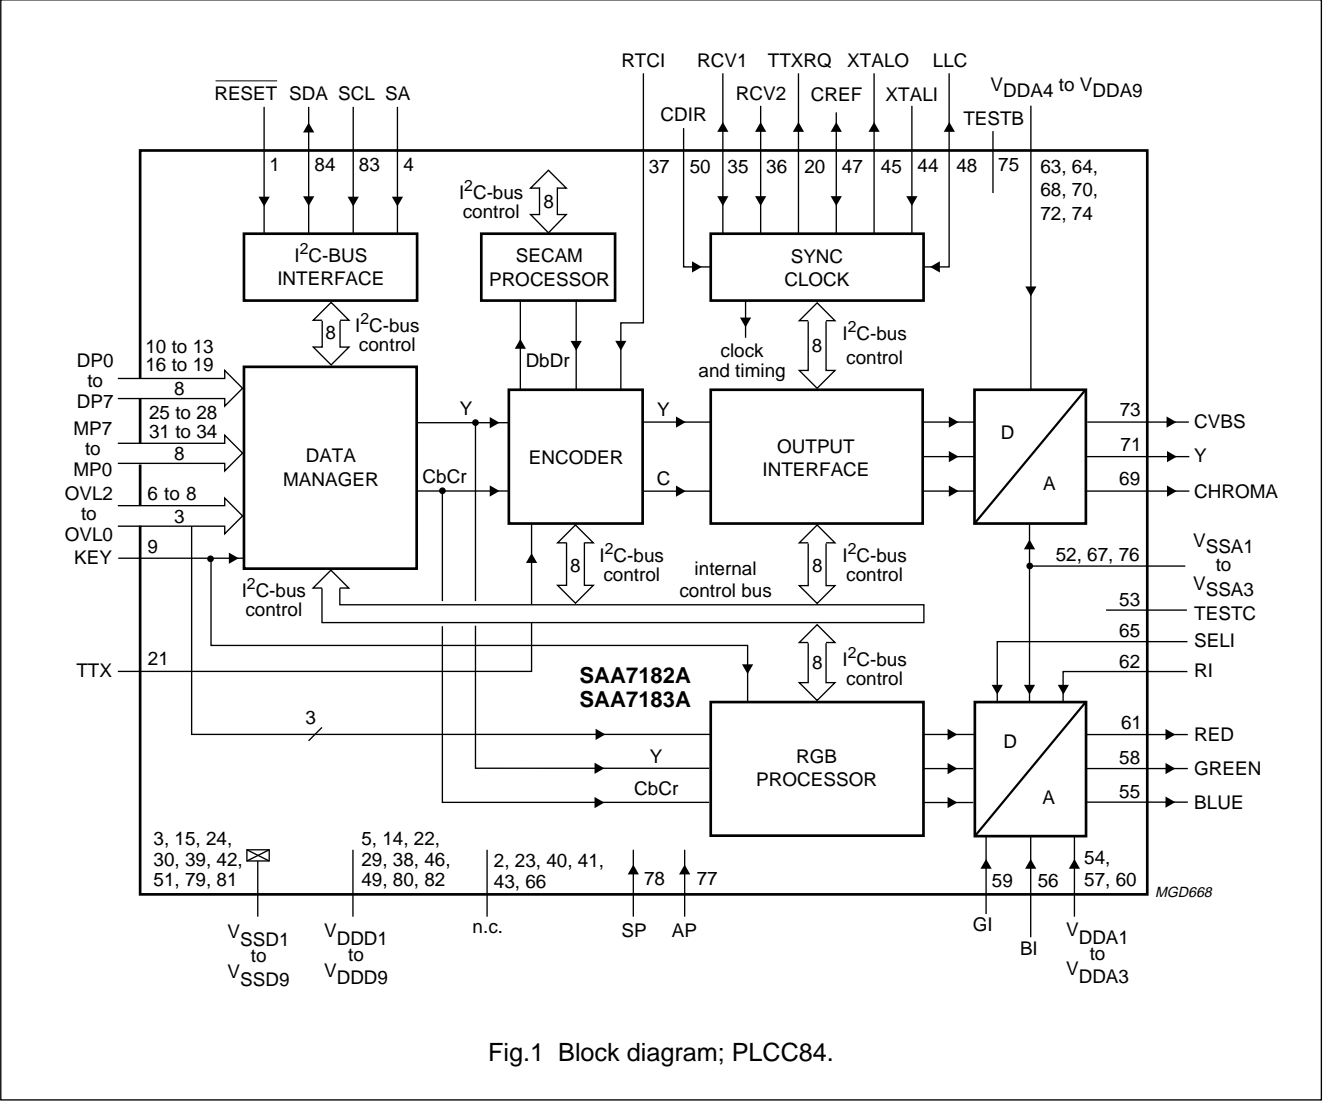 RTCI
RCV1
TTXRQ
XTALO
LLC
RESET
SDA
SCL
SA
RCV2
CREF
XTALI
VDDA4 to VDDA9
CDIR
TESTB
1
84
83
4
37
50
35
36
20
47
45
44
48
75
63, 64,
68, 70,
72, 74
I2C-bus
control
8
I2C-BUS
INTERFACE
SECAM
PROCESSOR
SYNC
CLOCK
8
I2C-bus
control
DbDr
clock
and timing
8
I2C-bus
control
DP0
to
DP7
10 to 13
16 to 19
8
MP7
to
MP0
25 to 28
31 to 34
8
OVL2
to
OVL0
6 to 8
3
KEY
9
DATA
MANAGER
Y
CbCr
ENCODER
Y
C
OUTPUT
INTERFACE
D
A
73
CVBS
71
Y
69
CHROMA
I2C-bus
control
8
I2C-bus
control
internal
control bus
8
I2C-bus
control
52, 67, 76
VSSA1
to
VSSA3
53
TESTC
65
SELI
62
RI
TTX
21
SAA7182A
SAA7183A
8
I2C-bus
control
3
Y
CbCr
RGB
PROCESSOR
D
A
61
RED
58
GREEN
55
BLUE
3, 15, 24,
30, 39, 42,
51, 79, 81
5, 14, 22,
29, 38, 46,
49, 80, 82
2, 23, 40, 41,
43, 66
78
77
59
56
54,
57, 60
MGD668
VSSD1
to
VSSD9
VDDD1
to
VDDD9
n.c.
SP
AP
GI
BI
VDDA1
to
VDDA3
Fig.1 Block diagram; PLCC84.